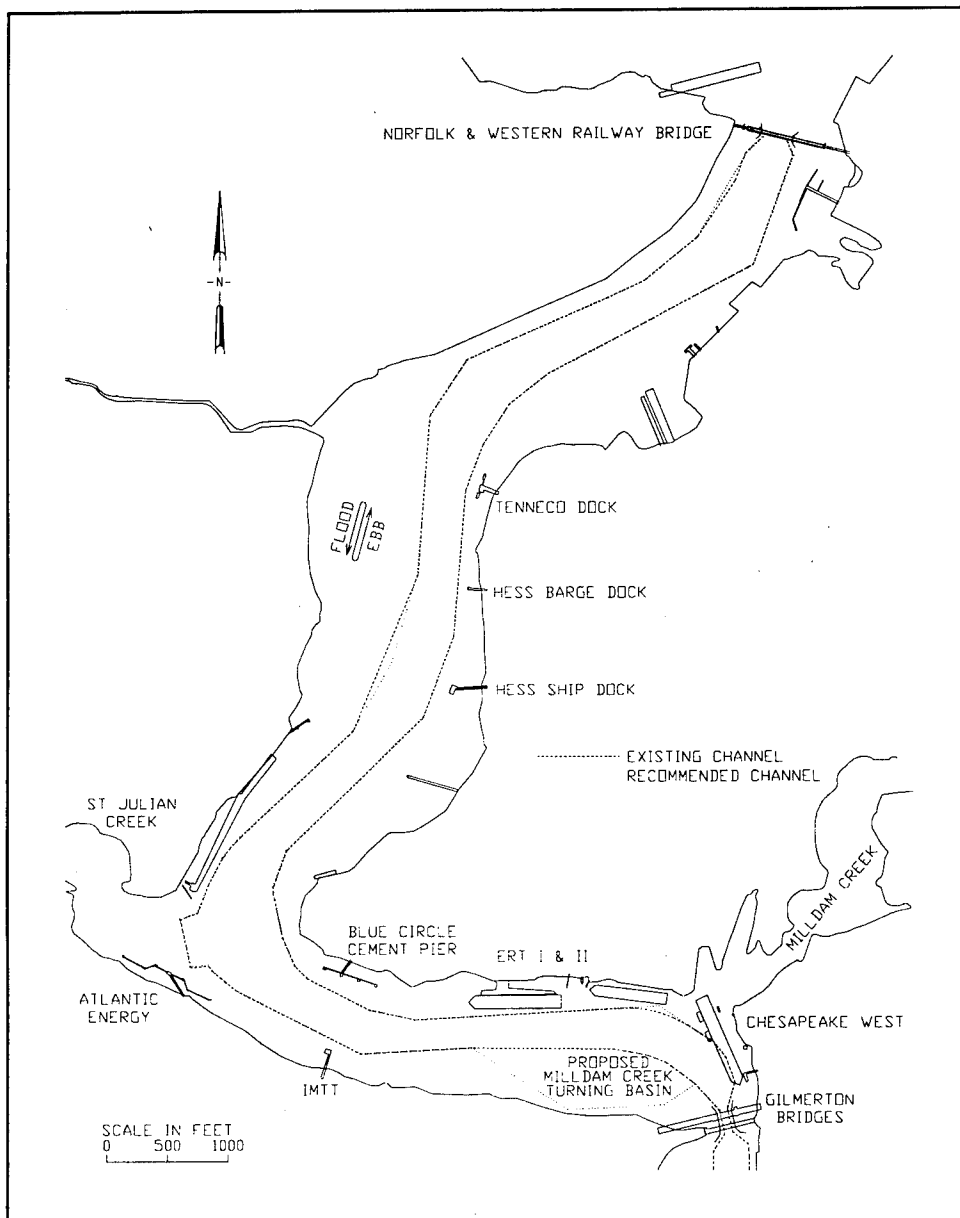 NORFOLK & WESTERN RAILWAY BRIDGE
-N-
FLOOD
EBB
TENNECO DOCK
HESS BARGE DOCK
HESS SHIP DOCK
EXISTING CHANNEL
RECOMMENDED CHANNEL
ST JULIAN
CREEK
MILLDAM CREEK
BLUE CIRCLE
CEMENT PIER
ERT I & II
ATLANTIC
ENERGY
CHESAPEAKE WEST
IMTT
PROPOSED
MILLDAM CREEK
TURNING BASIN
GILMERTON
BRIDGES
SCALE IN FEET
0 500 1000